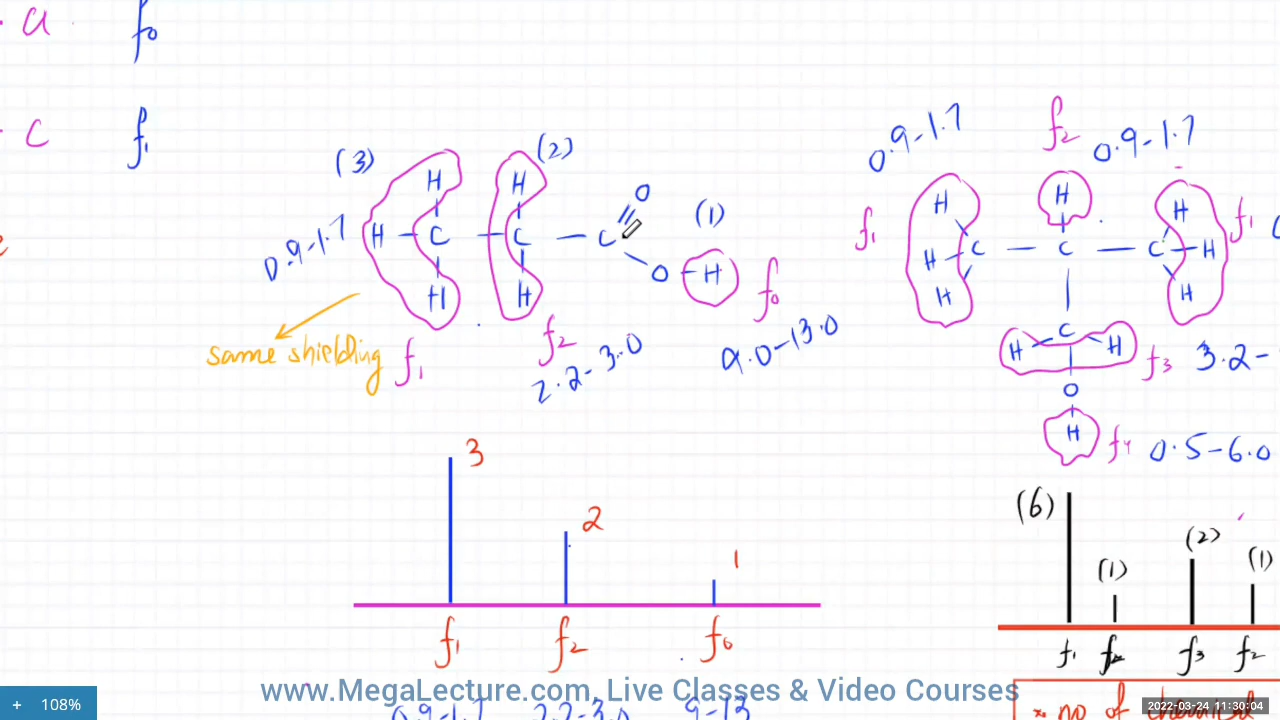 a f₀
c f₁
(3) (2)
0.9-1.7
H H O (1)
H - C - C - C
H H O - H f₀
same shielding f₁ f₂
2.2-3.0 9.0-13.0
0.9-1.7 f₂ 0.9-1.7
f₁ H H H f₁
H - C - C - C - H
H H
C
H H f₃ 3.2-
O
H f₄ 0.5-6.0
3 2 1
f₁ f₂ f₀
0.9-1.7 2.2-3.0 9-13
(6) (1) (2) (1)
f₁ f₃ f₂
* no of chemical
www.MegaLecture.com, Live Classes & Video Courses
+ 108%
2022-03-24 11:30:04